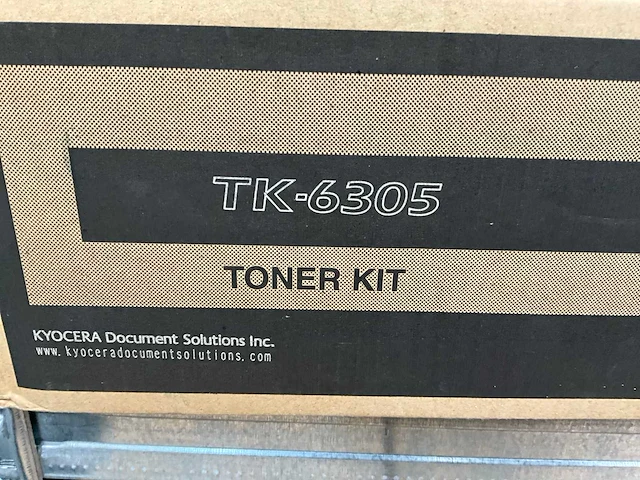 TK-6305
TONER KIT
KYOCERA Document Solutions Inc.
www.kyoceradocumentsolutions.com